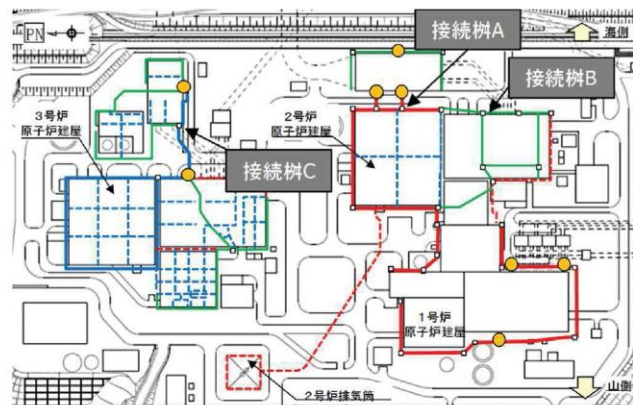 PN
海側
接続桝A
接続桝B
3号炉
原子炉建屋
2号炉
原子炉建屋
接続桝C
1号炉
原子炉建屋
2号炉排気筒
山側